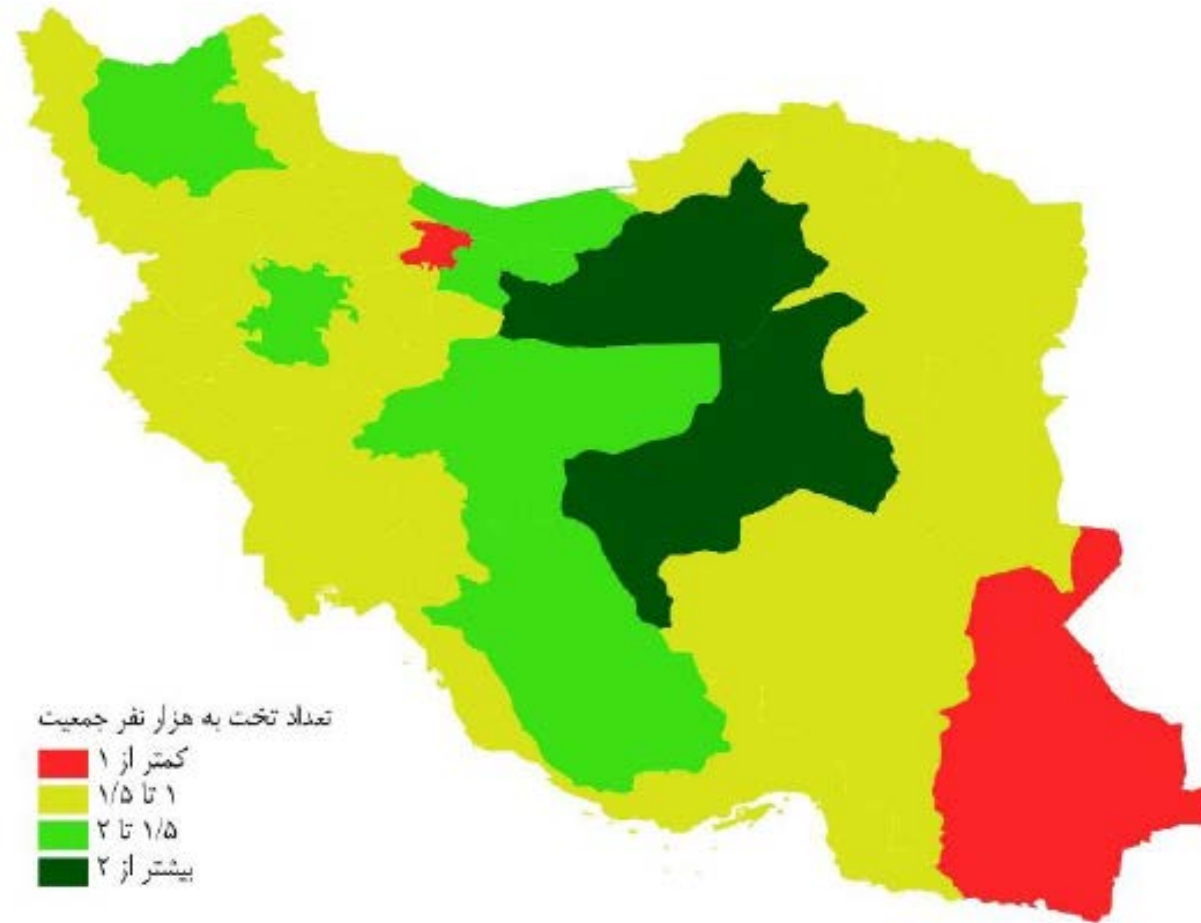 تعداد تخت به هزار نفر جمعیت
کمتر از ۱
۱ تا ۱/۵
۱/۵ تا ۲
بیشتر از ۲